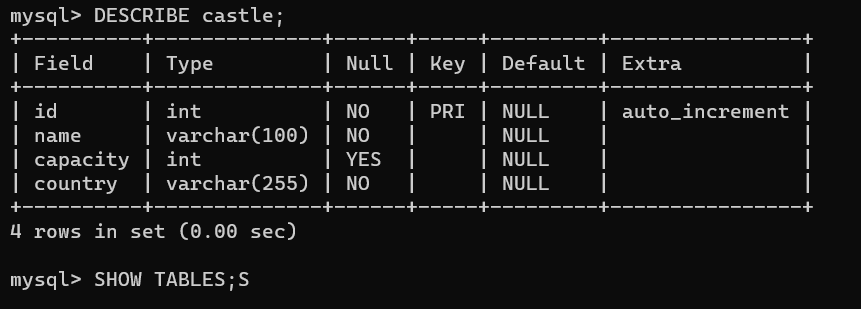 mysql> DESCRIBE castle;
+----------+--------------+------+-----+---------+----------------+
| Field    | Type         | Null | Key | Default | Extra          |
+----------+--------------+------+-----+---------+----------------+
| id       | int          | NO   | PRI | NULL    | auto_increment |
| name     | varchar(100) | NO   |     | NULL    |                |
| capacity | int          | YES  |     | NULL    |                |
| country  | varchar(255) | NO   |     | NULL    |                |
+----------+--------------+------+-----+---------+----------------+
4 rows in set (0.00 sec)

mysql> SHOW TABLES;S